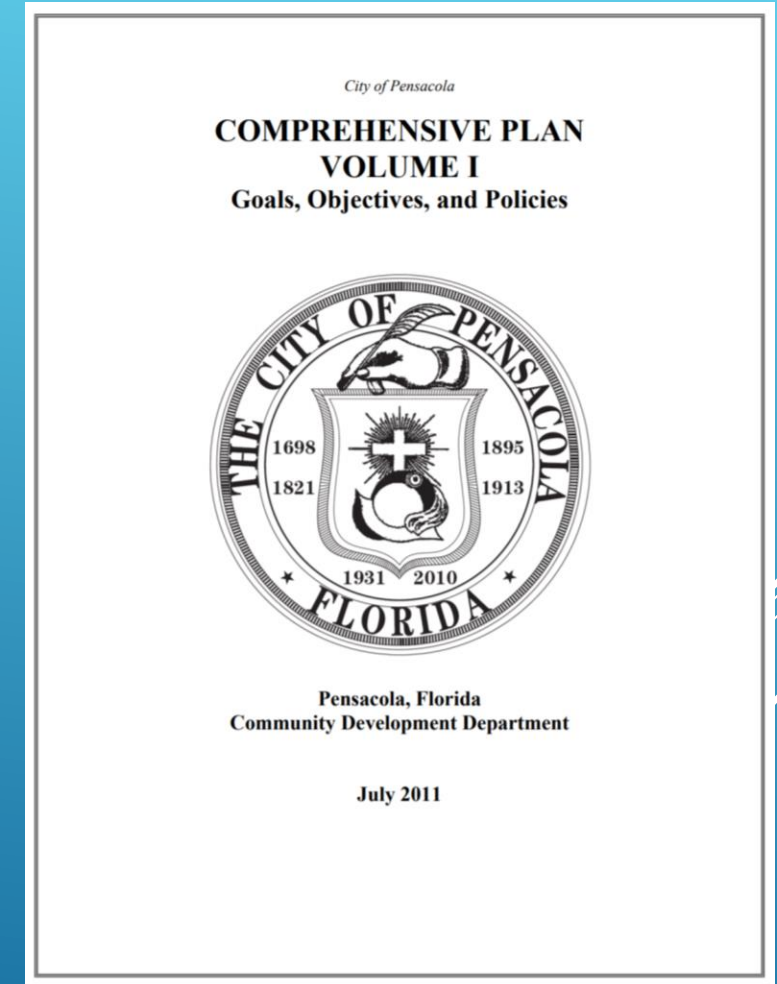 City of Pensacola
COMPREHENSIVE PLAN
VOLUME I
Goals, Objectives, and Policies
THE CITY OF PENSACOLA
1698 1895
1821 1913
1931 2010
FLORIDA
Pensacola, Florida
Community Development Department
July 2011